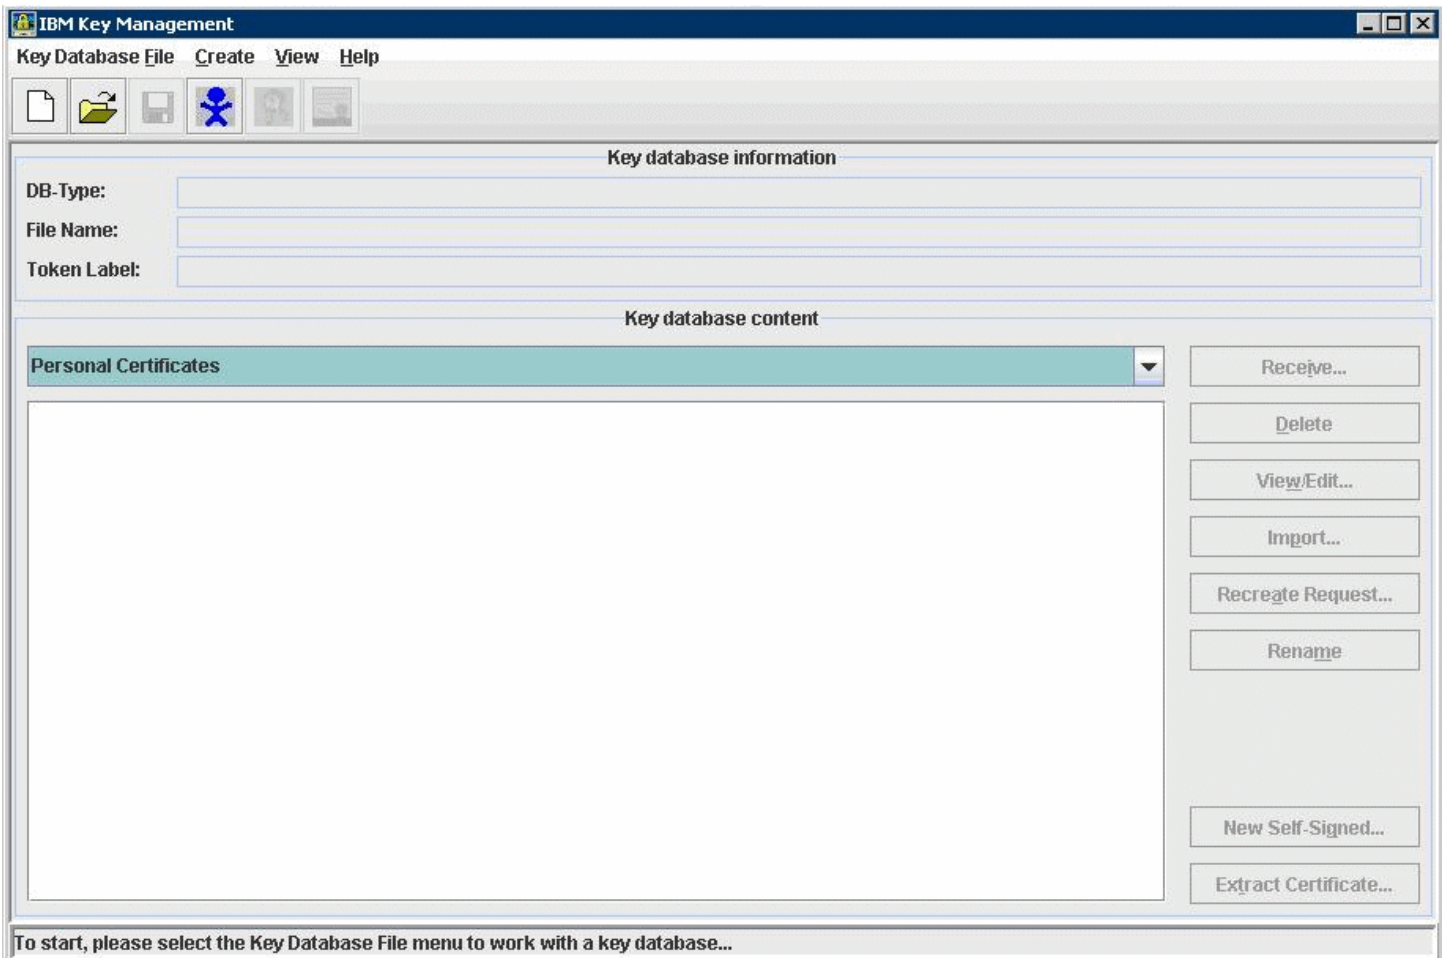 IBM Key Management
Key Database File Create View Help
Key database information
DB-Type:
File Name:
Token Label:
Key database content
Personal Certificates
Receive...
Delete
View/Edit...
Import...
Recreate Request...
Rename
New Self-Signed...
Extract Certificate...
To start, please select the Key Database File menu to work with a key database...